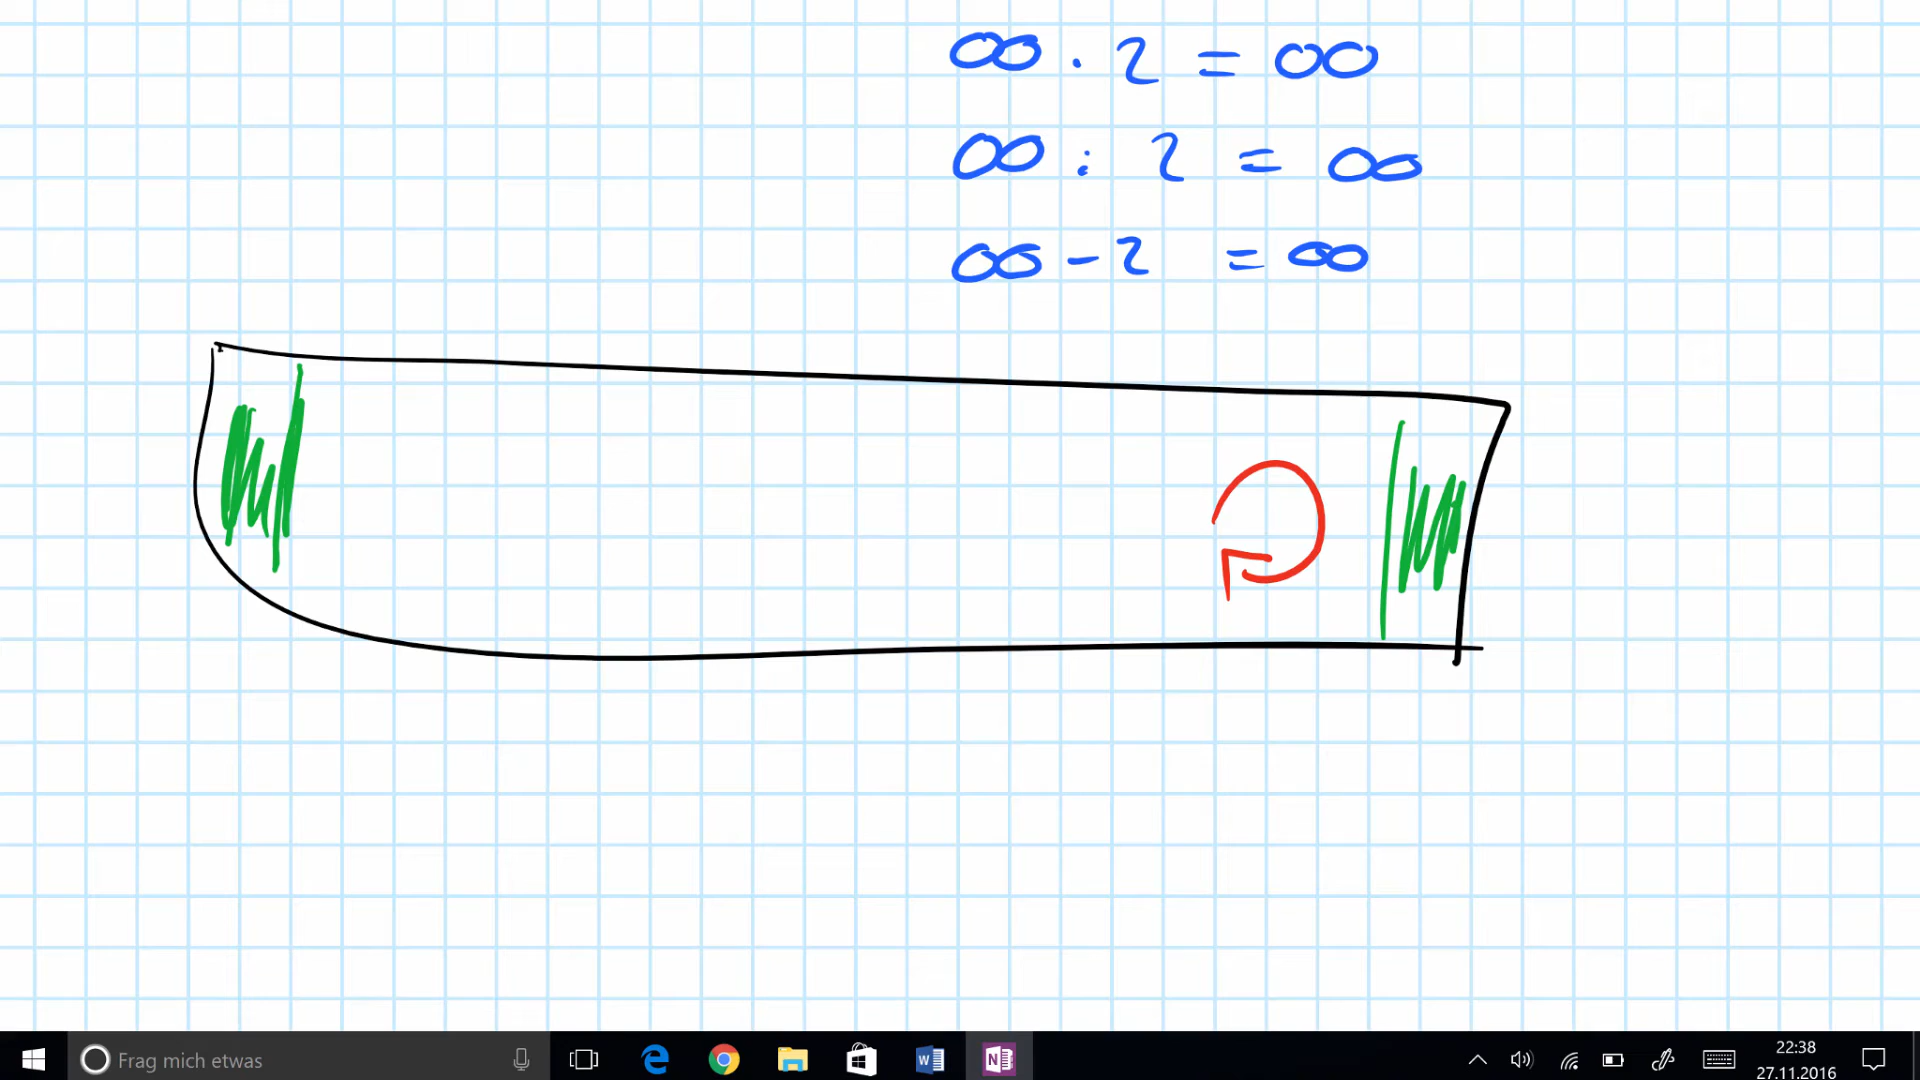 ∞ · 2 = ∞
∞ : 2 = ∞
∞ - 2 = ∞
Frag mich etwas
22:38
27.11.2016